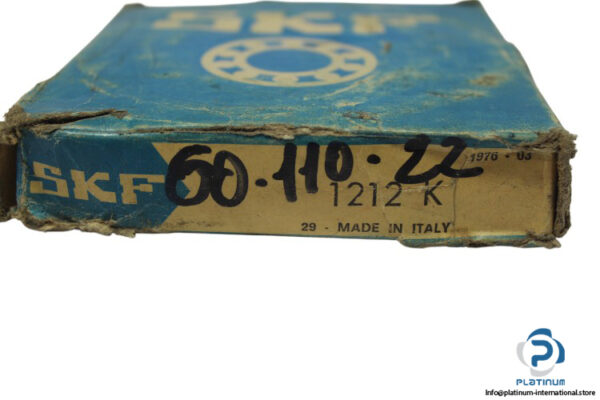 SKF
SKF
60-110-22
1976 - 03
1212 K
29 - MADE IN ITALY
PLATINUM
Info@platinum-international.store